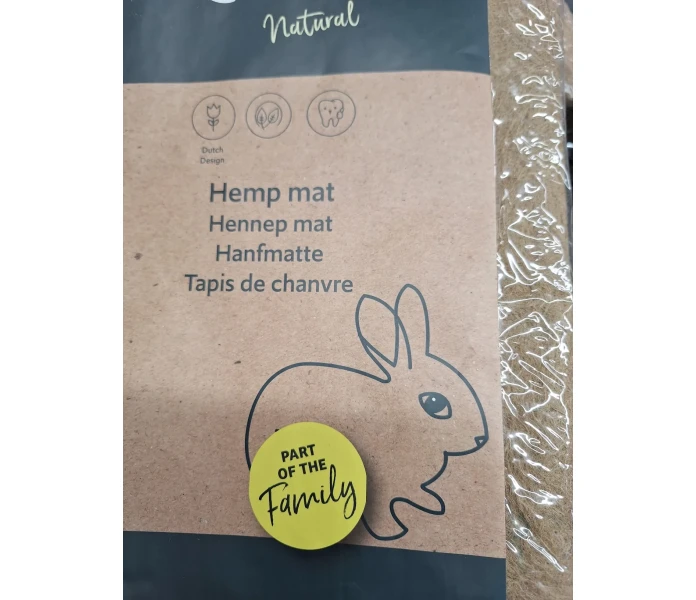 Natural
Dutch
Design
Hemp mat
Hennep mat
Hanfmatte
Tapis de chanvre
PART
OF THE
Family